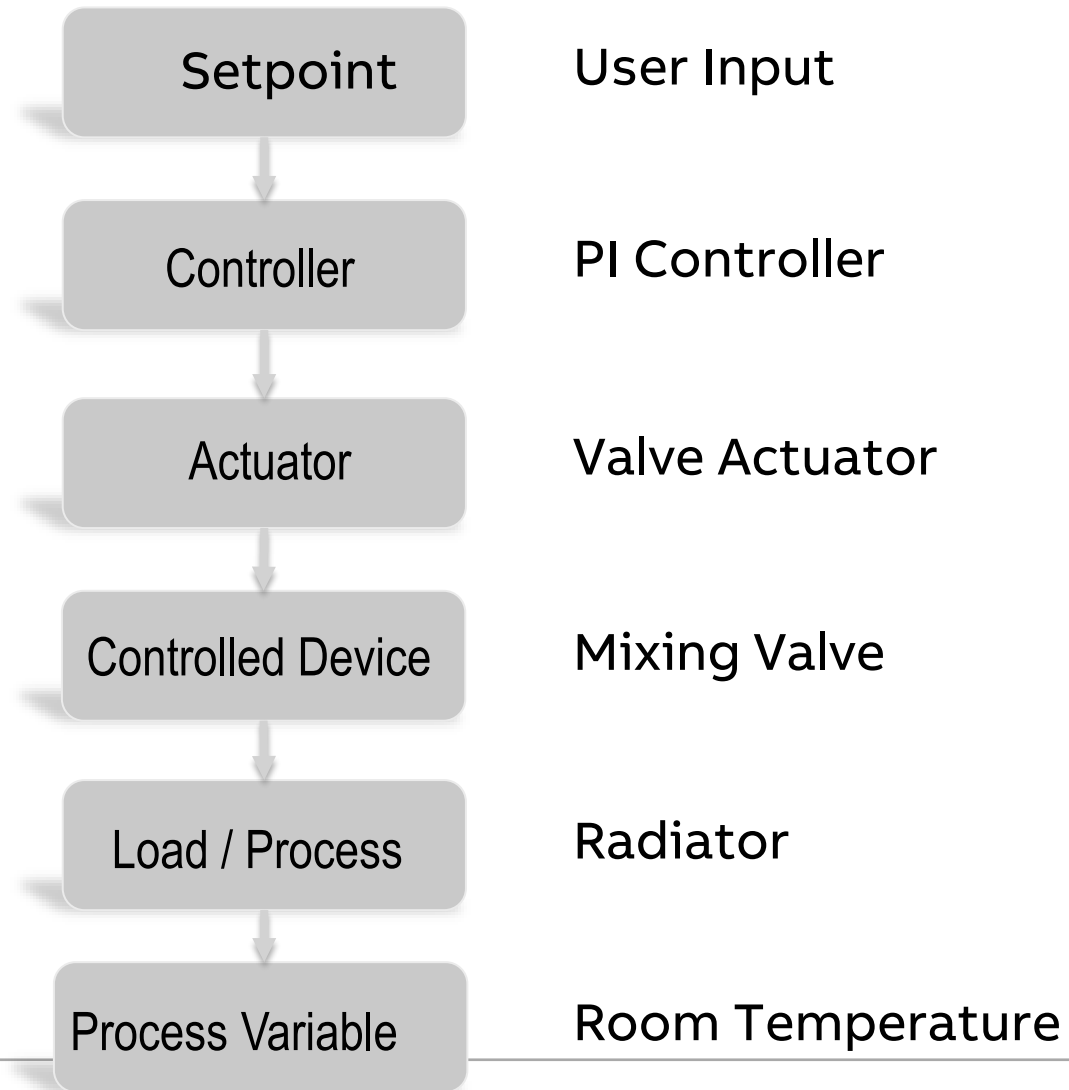 Setpoint User Input
Controller PI Controller
Actuator Valve Actuator
Controlled Device Mixing Valve
Load / Process Radiator
Process Variable Room Temperature